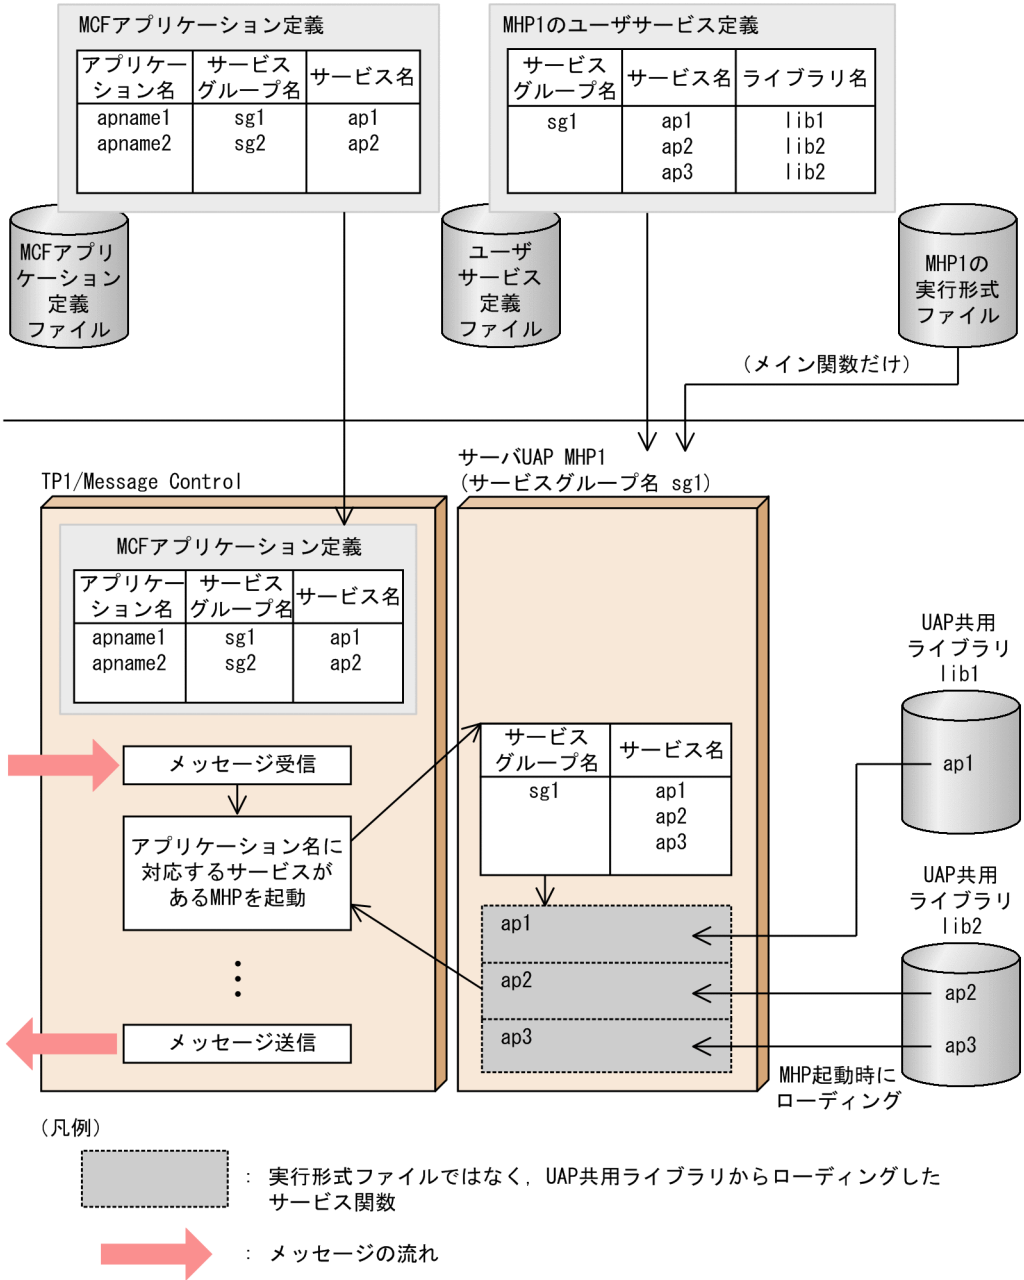 MCFアプリケーション定義
アプリケー
ション名
サービス
グループ名
サービス名
apname1
sg1
ap1
apname2
sg2
ap2
MHP1のユーザサービス定義
サービス
グループ名
サービス名
ライブラリ名
sg1
ap1
lib1
ap2
lib2
ap3
lib2
MCFアプリ
ケーション
定義
ファイル
ユーザ
サービス
定義
ファイル
MHP1の
実行形式
ファイル
(メイン関数だけ)
TP1/Message Control
サーバUAP MHP1
(サービスグループ名 sg1)
MCFアプリケーション定義
アプリケー
ション名
サービス
グループ名
サービス名
apname1
sg1
ap1
apname2
sg2
ap2
メッセージ受信
アプリケーション名に
対応するサービスが
あるMHPを起動
メッセージ送信
サービス
グループ名
サービス名
sg1
ap1
ap2
ap3
ap1
ap2
ap3
UAP共用
ライブラリ
lib1
ap1
UAP共用
ライブラリ
lib2
ap2
ap3
MHP起動時に
ローディング
(凡例)
: 実行形式ファイルではなく，UAP共用ライブラリからローディングした
サービス関数
: メッセージの流れ